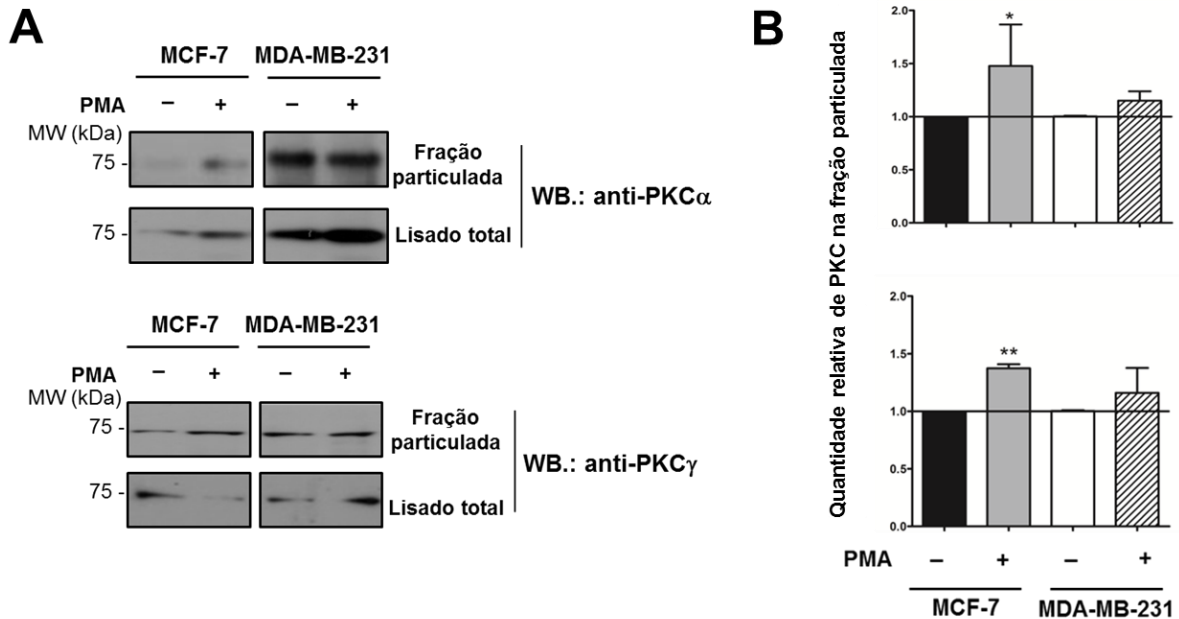 A
MCF-7 MDA-MB-231
PMA – + – +
MW (kDa)
75 -
Fração
particulada
75 -
Lisado total
WB.: anti-PKCα
MCF-7 MDA-MB-231
PMA – + – +
MW (kDa)
75 -
Fração
particulada
75 -
Lisado total
WB.: anti-PKCγ
B
Quantidade relativa de PKC na fração particulada
2.0
1.5
1.0
0.5
0.0
*
2.0
1.5
1.0
0.5
0.0
**
PMA – + – +
MCF-7 MDA-MB-231